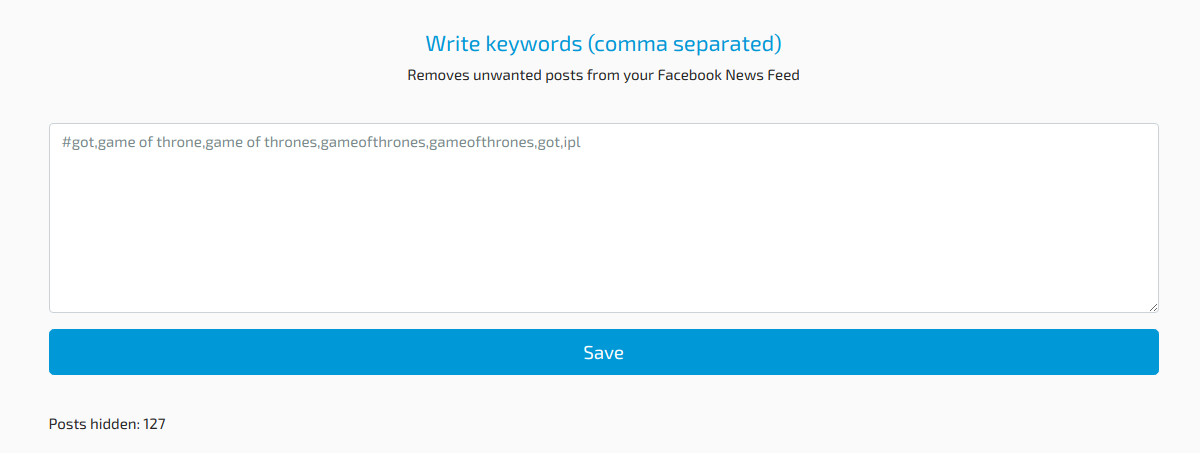 Write keywords (comma separated)
Removes unwanted posts from your Facebook News Feed
#got,game of throne,game of thrones,gameofthrones,gameofthrones,got,ipl
Save
Posts hidden: 127